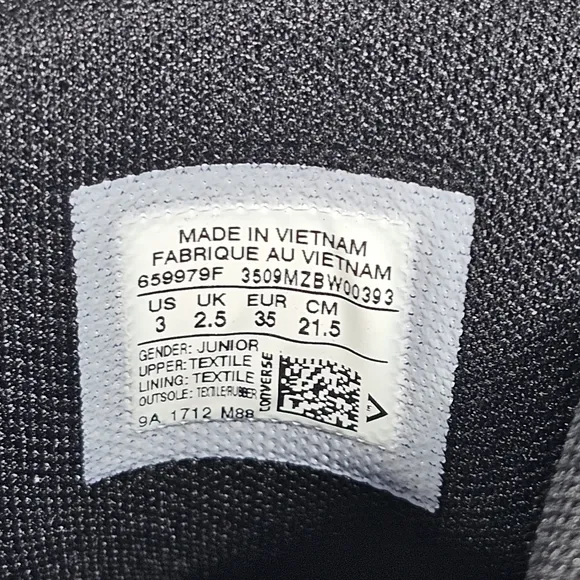 MADE IN VIETNAM
FABRIQUE AU VIETNAM
659979F 3509MZBW00393
US UK EUR CM
3 2.5 35 21.5
GENDER: JUNIOR
UPPER: TEXTILE
LINING: TEXTILE
OUTSOLE: TEXTILE/RUBBER
9A 1712 M88
CONVERSE